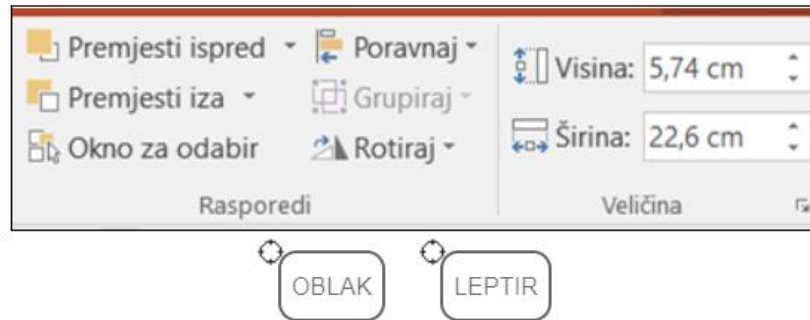 Premjesti ispred Poravnaj Visina: 5,74 cm
Premjesti iza Grupiraj Širina: 22,6 cm
Okno za odabir Rotiraj
Rasporedi Veličina
OBLAK LEPTIR